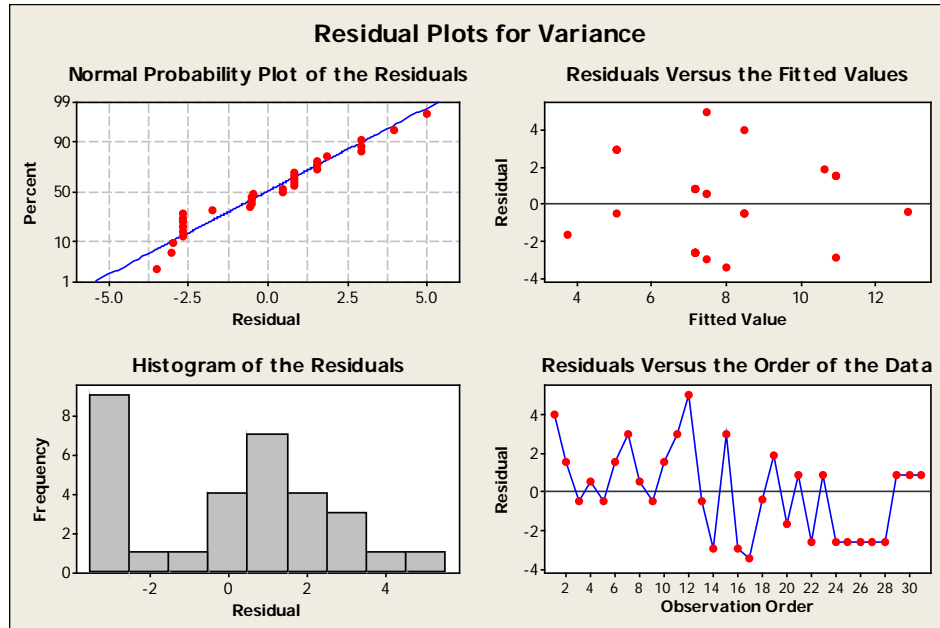 Residual Plots for Variance
Normal Probability Plot of the Residuals
99
90
50
10
1
Percent
-5.0 -2.5 0.0 2.5 5.0
Residual
Residuals Versus the Fitted Values
4
2
0
-2
-4
Residual
4 6 8 10 12
Fitted Value
Histogram of the Residuals
8
6
4
2
0
Frequency
-2 0 2 4
Residual
Residuals Versus the Order of the Data
4
2
0
-2
-4
Residual
2 4 6 8 10 12 14 16 18 20 22 24 26 28 30
Observation Order